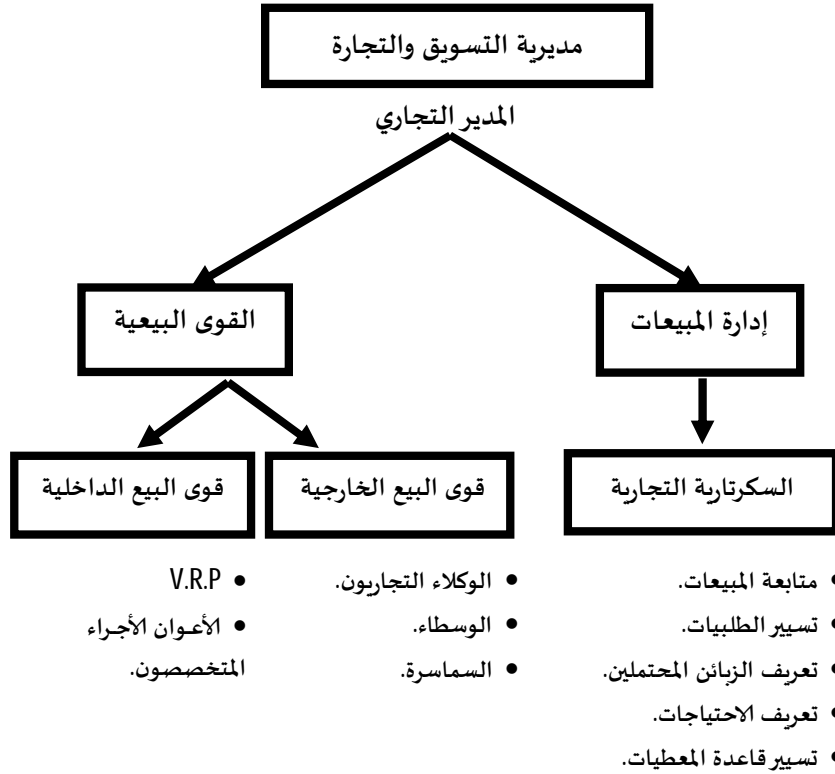 مديرية التسويق والتجارة
المدير التجاري
إدارة المبيعات
القوى البيعية
السكرتارية التجارية
قوى البيع الخارجية
قوى البيع الداخلية
• متابعة المبيعات.
• تسيير الطلبيات.
• تعريف الزبائن المحتملين.
• تعريف الاحتياجات.
• تسيير قاعدة المعطيات.
• الوكلاء التجاريون.
• الوسطاء.
• السماسرة.
• V.R.P
• الأعوان الأجراء
المتخصصون.